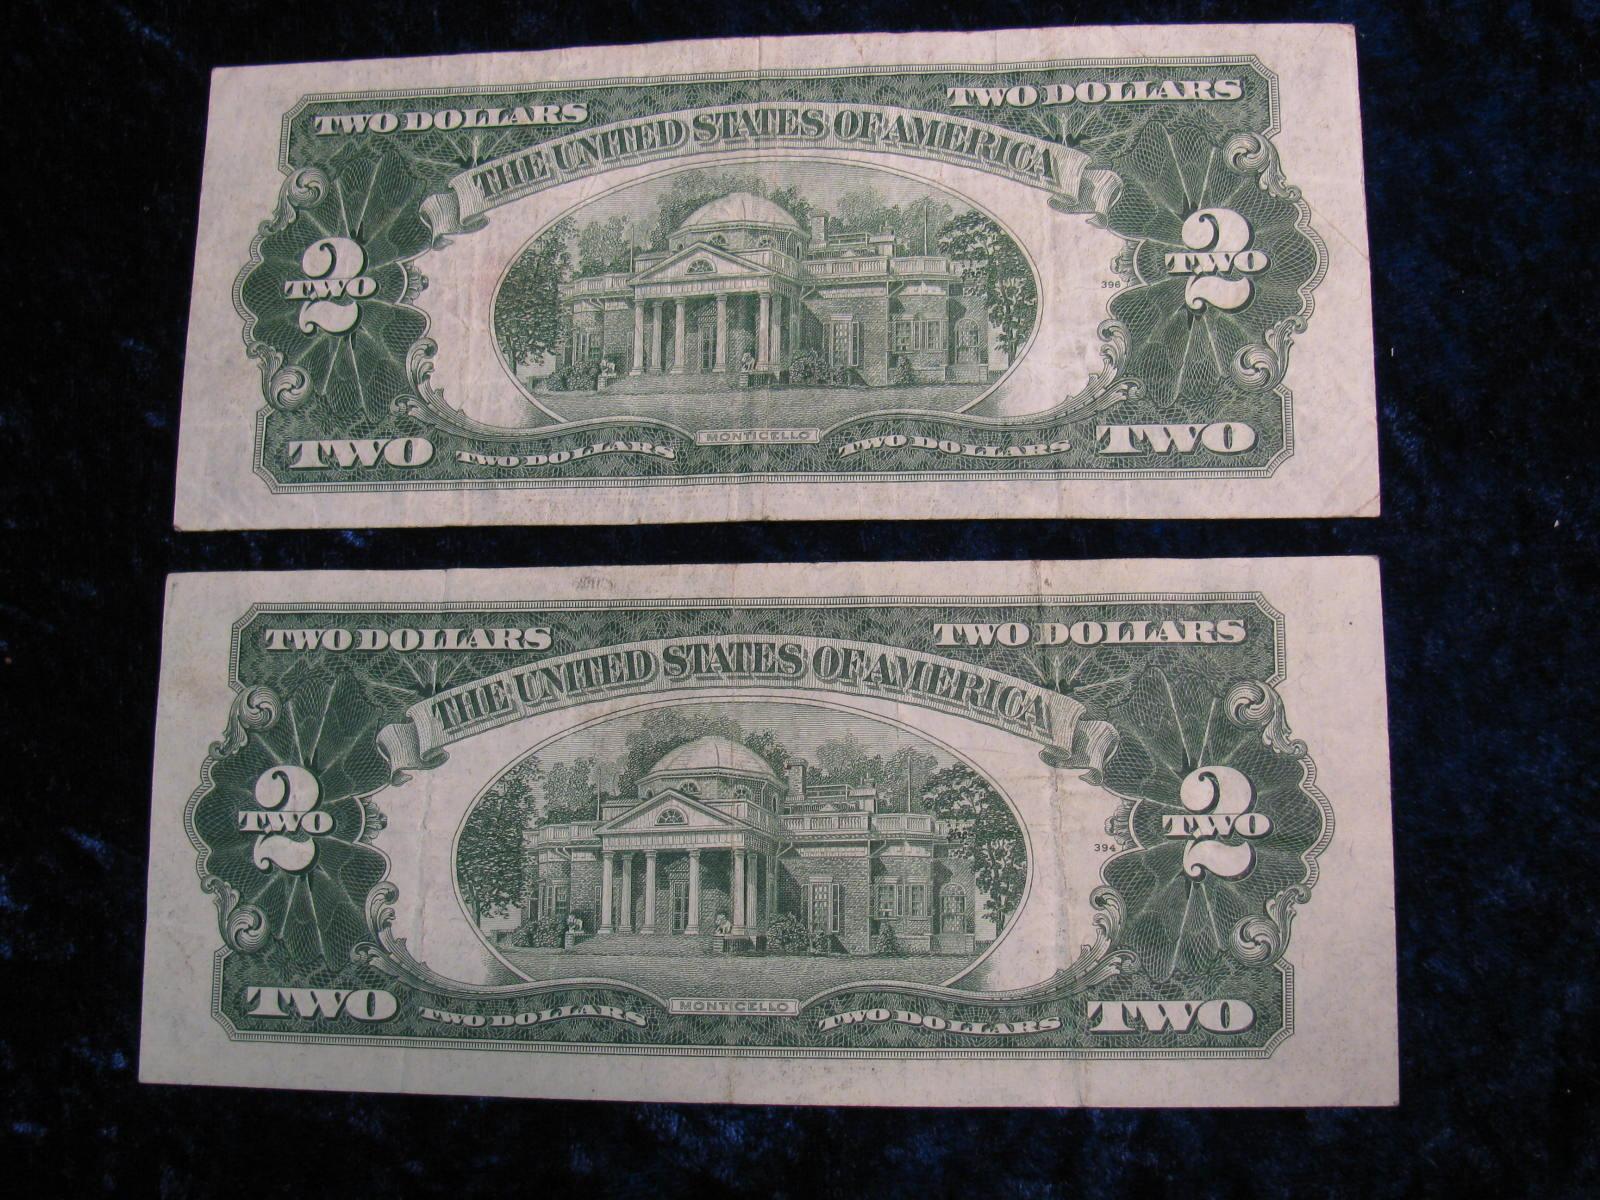 TWO DOLLARS TWO DOLLARS
THE UNITED STATES OF AMERICA
2 2
TWO TWO
396
MONTICELLO
TWO TWO DOLLARS TWO DOLLARS TWO
TWO DOLLARS TWO DOLLARS
THE UNITED STATES OF AMERICA
2 2
TWO TWO
394
MONTICELLO
TWO TWO DOLLARS TWO DOLLARS TWO